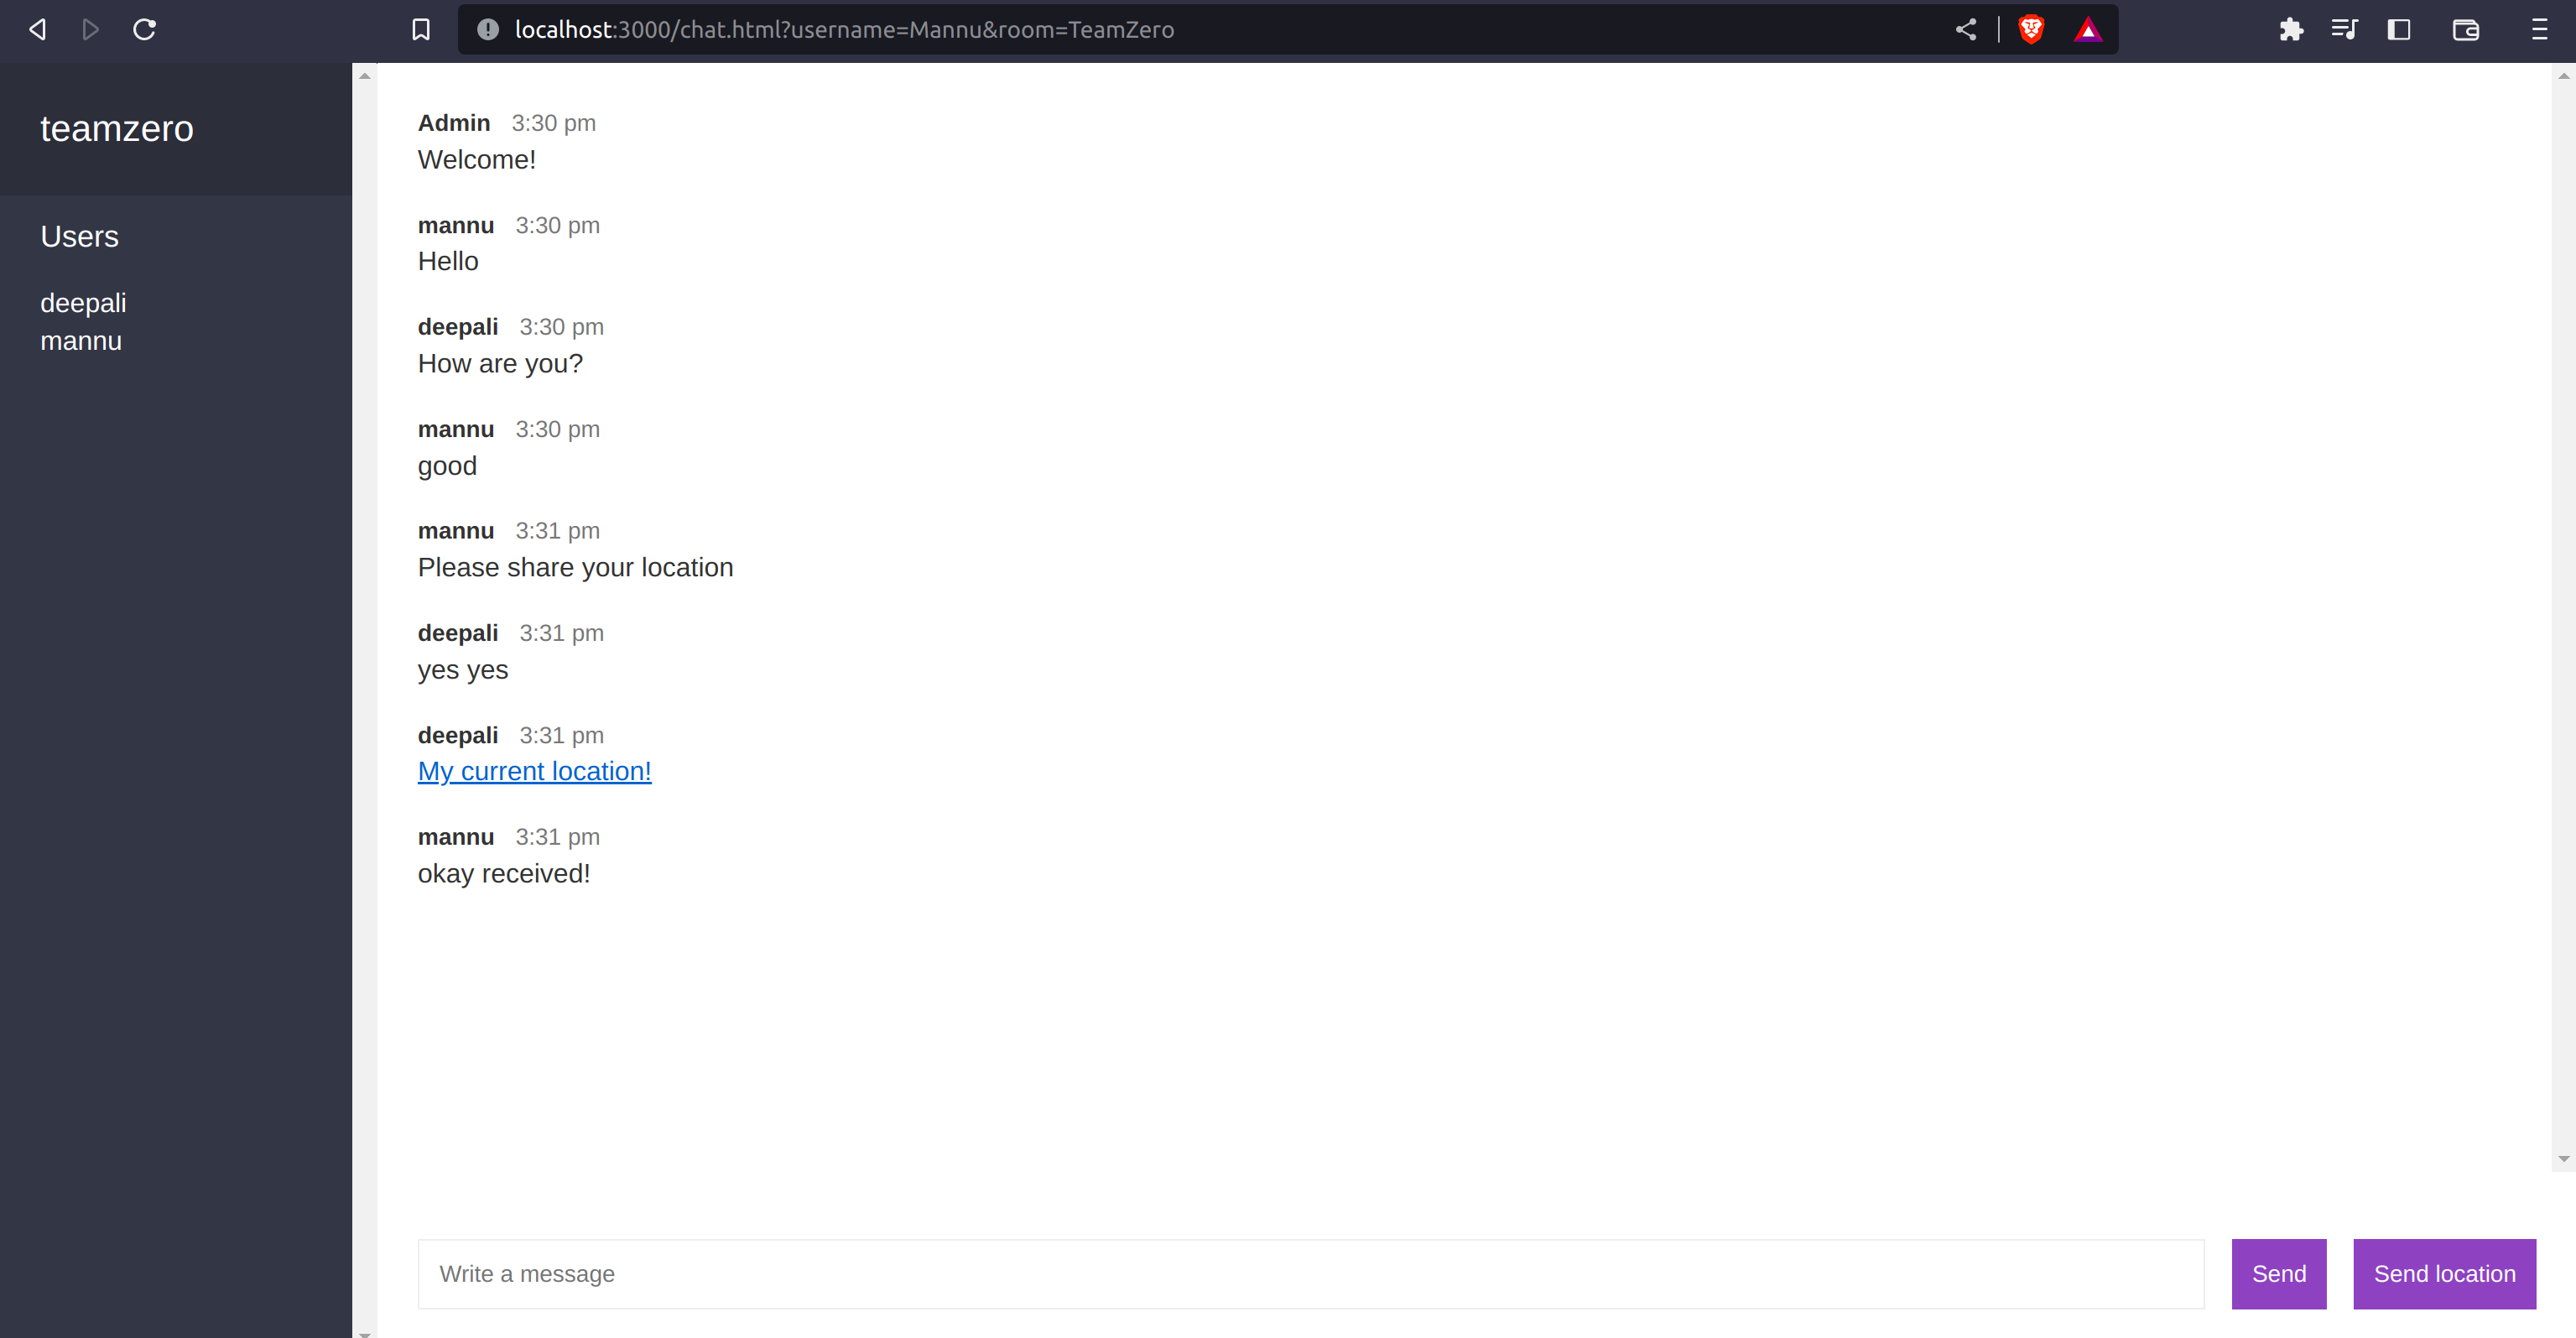 localhost:3000/chat.html?username=Mannu&room=TeamZero
teamzero
Users
deepali
mannu
Admin 3:30 pm
Welcome!
mannu 3:30 pm
Hello
deepali 3:30 pm
How are you?
mannu 3:30 pm
good
mannu 3:31 pm
Please share your location
deepali 3:31 pm
yes yes
deepali 3:31 pm
My current location!
mannu 3:31 pm
okay received!
Write a message
Send
Send location